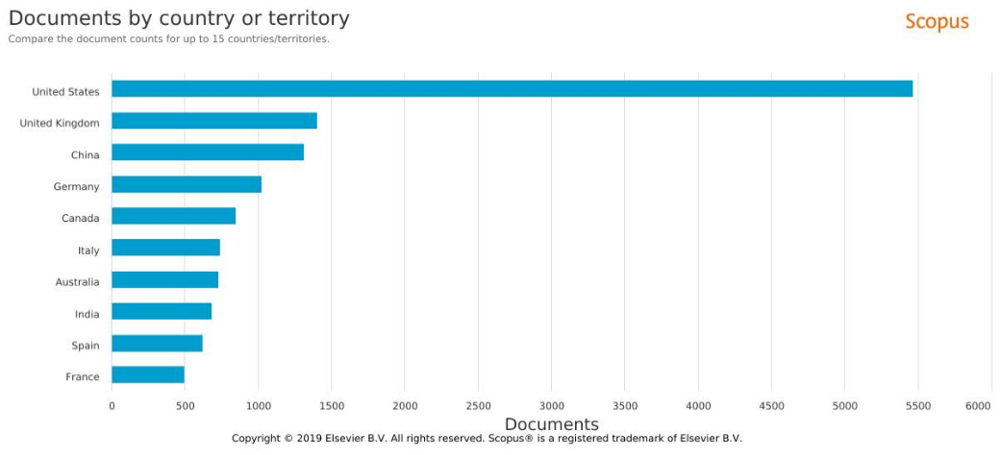 Documents by country or territory
Scopus
Compare the document counts for up to 15 countries/territories.
United States
United Kingdom
China
Germany
Canada
Italy
Australia
India
Spain
France
0 500 1000 1500 2000 2500 3000 3500 4000 4500 5000 5500 6000
Documents
Copyright © 2019 Elsevier B.V. All rights reserved. Scopus® is a registered trademark of Elsevier B.V.